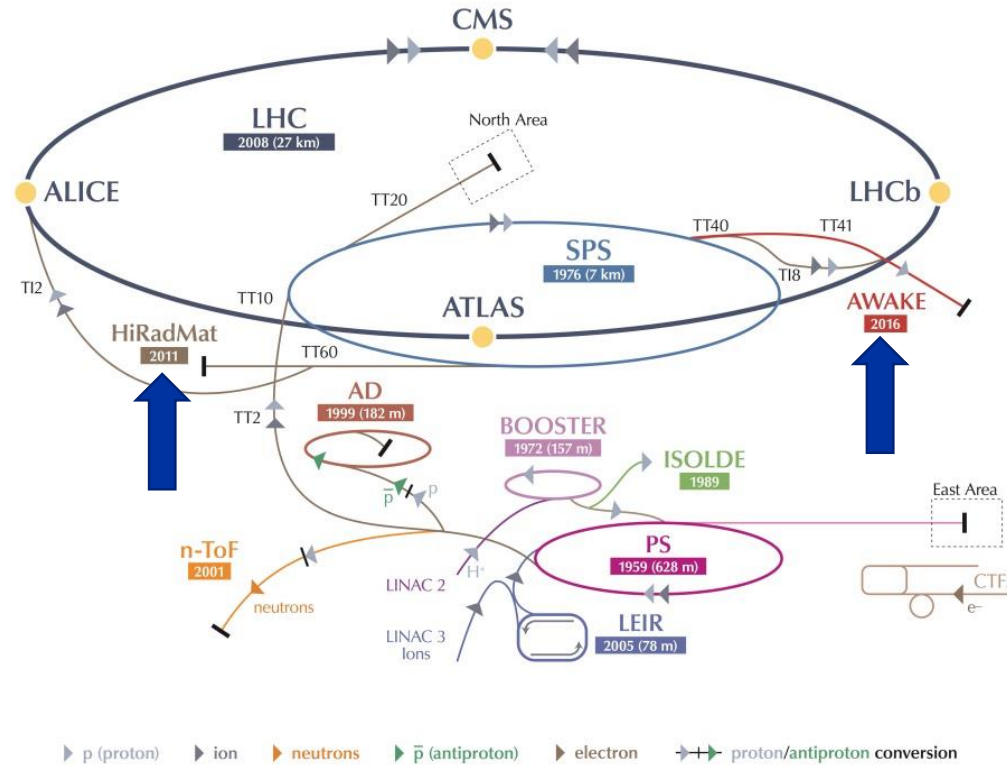 CMS
LHC
2008 (27 km)
North Area
ALICE
TT20
LHCb
TT40
TT41
SPS
1976 (7 km)
TI8
TI2
TT10
ATLAS
AWAKE
2016
HiRadMat
2011
TT60
AD
1999 (182 m)
TT2
BOOSTER
1972 (157 m)
ISOLDE
1989
p̄
p
East Area
n-ToF
2001
PS
1959 (628 m)
H⁺
neutrons
LINAC 2
CTF
e⁻
LEIR
2005 (78 m)
LINAC 3
Ions
p (proton)
ion
neutrons
p̄ (antiproton)
electron
proton/antiproton conversion